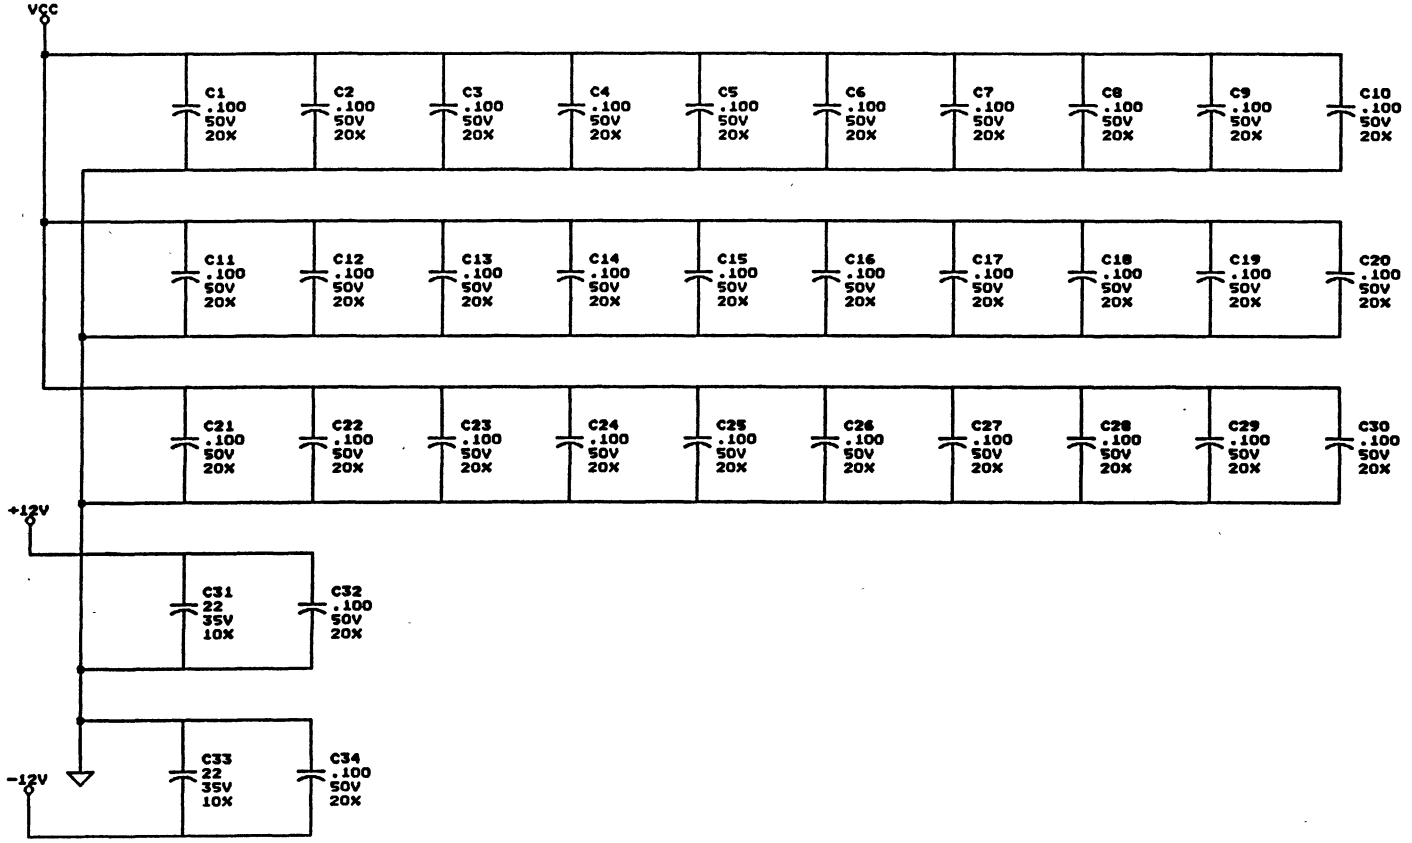 VCC
C1 C2 C3 C4 C5 C6 C7 C8 C9 C10
.100 .100 .100 .100 .100 .100 .100 .100 .100 .100
50V 50V 50V 50V 50V 50V 50V 50V 50V 50V
20% 20% 20% 20% 20% 20% 20% 20% 20% 20%
C11 C12 C13 C14 C15 C16 C17 C18 C19 C20
.100 .100 .100 .100 .100 .100 .100 .100 .100 .100
50V 50V 50V 50V 50V 50V 50V 50V 50V 50V
20% 20% 20% 20% 20% 20% 20% 20% 20% 20%
C21 C22 C23 C24 C25 C26 C27 C28 C29 C30
.100 .100 .100 .100 .100 .100 .100 .100 .100 .100
50V 50V 50V 50V 50V 50V 50V 50V 50V 50V
20% 20% 20% 20% 20% 20% 20% 20% 20% 20%
+12V
C31 C32
22 .100
35V 50V
10% 20%
C33 C34
-12V 22 .100
35V 50V
10% 20%